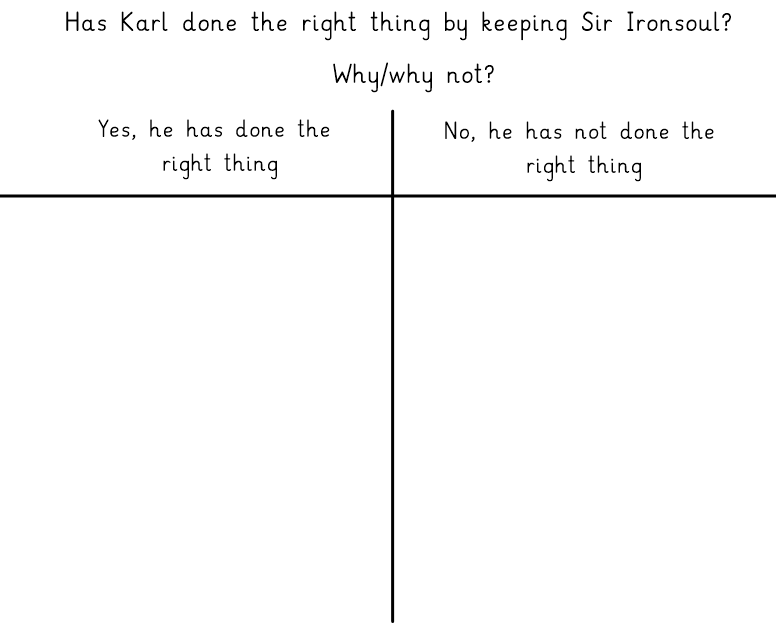 Has Karl done the right thing by keeping Sir Ironsoul?
Why/why not?
Yes, he has done the
right thing
No, he has not done the
right thing